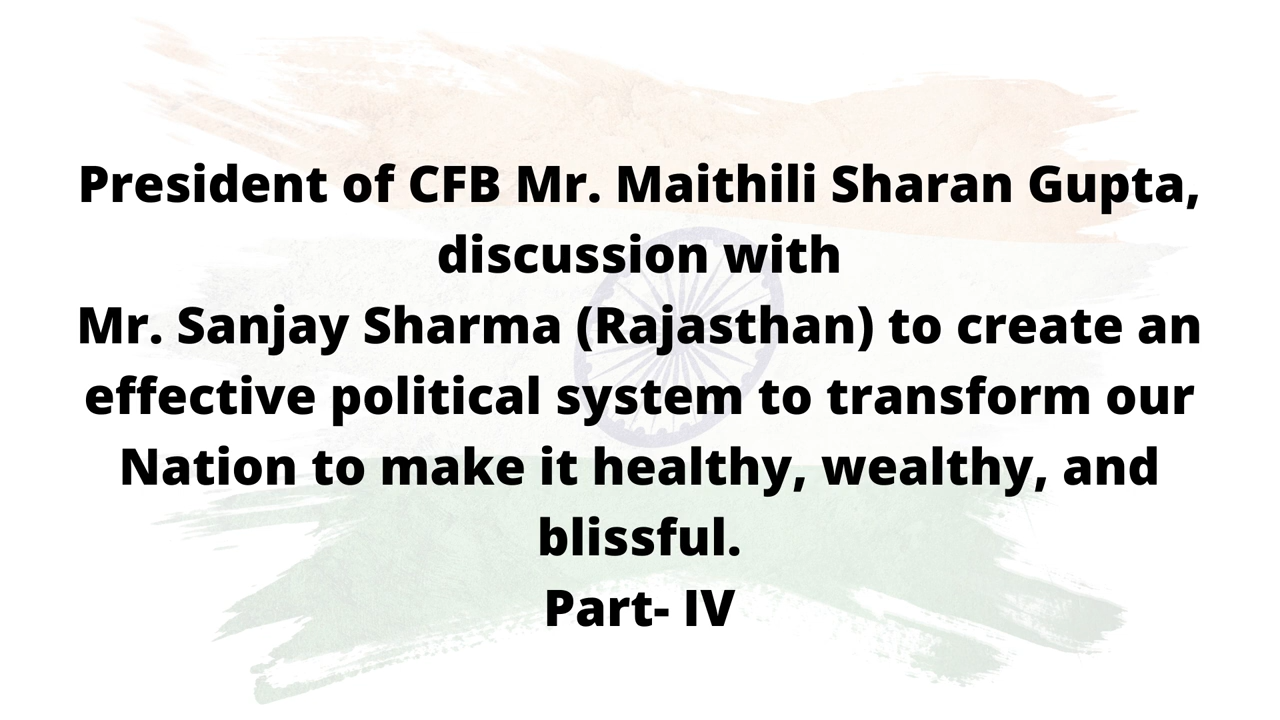 President of CFB Mr. Maithili Sharan Gupta,
discussion with
Mr. Sanjay Sharma (Rajasthan) to create an
effective political system to transform our
Nation to make it healthy, wealthy, and
blissful.
Part- IV